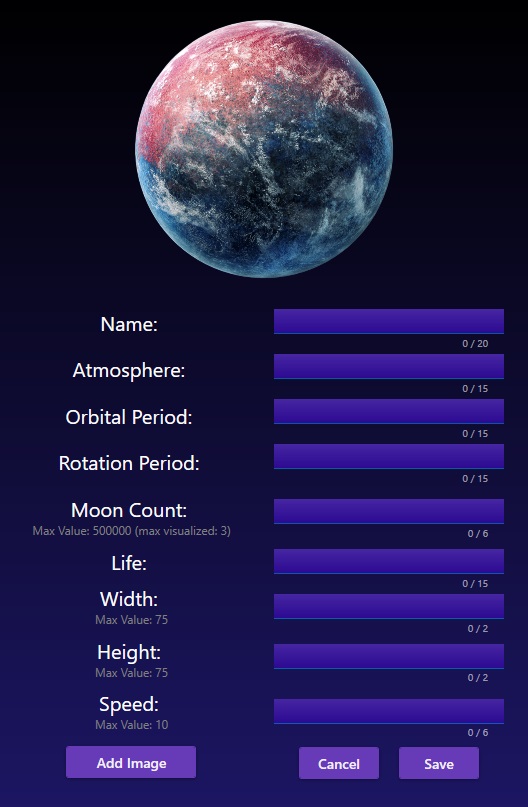 Name:
0 / 20
Atmosphere:
0 / 15
Orbital Period:
0 / 15
Rotation Period:
0 / 15
Moon Count:
Max Value: 500000 (max visualized: 3)
0 / 6
Life:
0 / 15
Width:
Max Value: 75
0 / 2
Height:
Max Value: 75
0 / 2
Speed:
Max Value: 10
0 / 6
Add Image
Cancel
Save